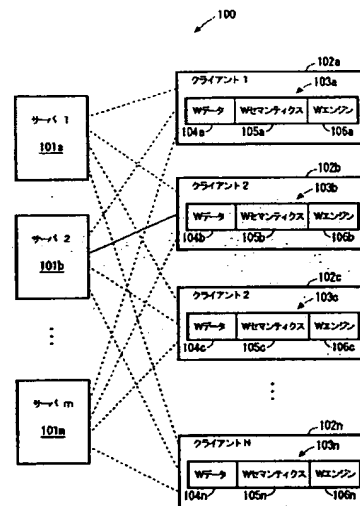 100
サーバ 1
101a
サーバ 2
101b
サーバ m
101m
102a
クライアント 1
103a
Wデータ Wセマンティクス Wエンジン
104a 105a 106a
102b
クライアント2
103b
Wデータ Wセマンティクス Wエンジン
104b 105b 106b
102c
クライアント2
103c
Wデータ Wセマンティクス Wエンジン
104c 105c 106c
102n
クライアントN
103n
Wデータ Wセマンティクス Wエンジン
104n 105n 106n